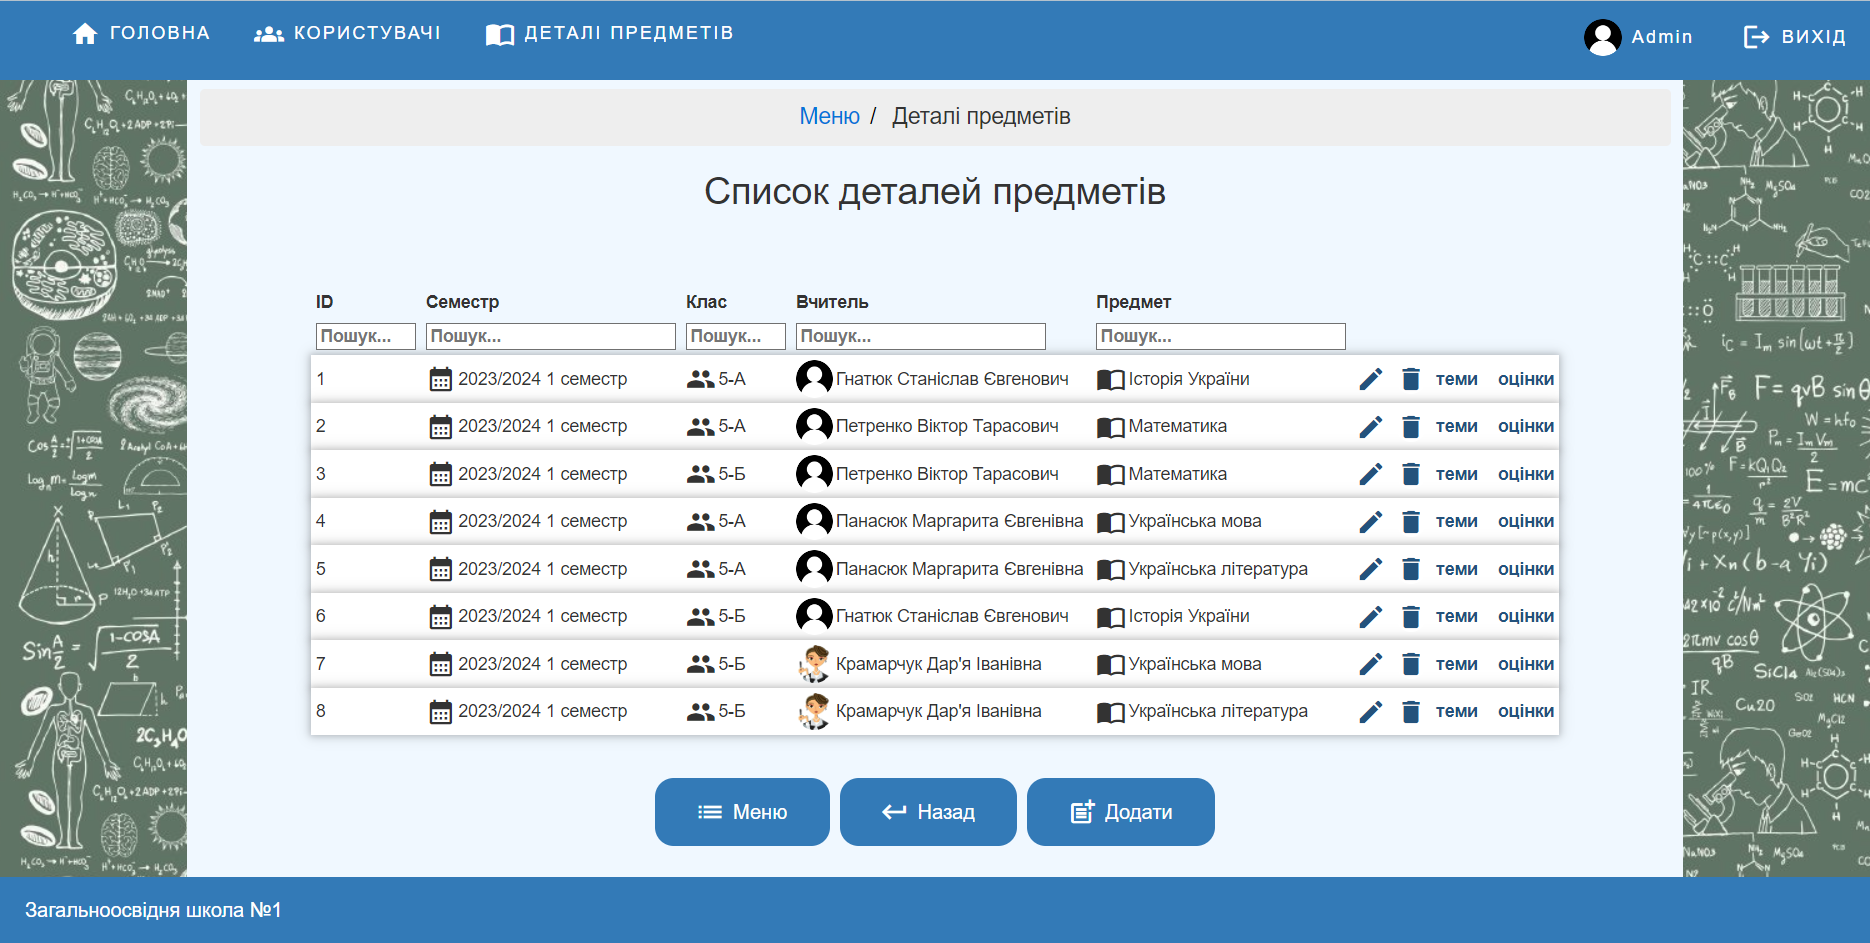 ГОЛОВНА КОРИСТУВАЧІ ДЕТАЛІ ПРЕДМЕТІВ Admin ВИХІД
Меню / Деталі предметів
Список деталей предметів
ID Семестр Клас Вчитель Предмет
Пошук... Пошук... Пошук... Пошук... Пошук...
1 2023/2024 1 семестр 5-А Гнатюк Станіслав Євгенович Історія України теми оцінки
2 2023/2024 1 семестр 5-А Петренко Віктор Тарасович Математика теми оцінки
3 2023/2024 1 семестр 5-Б Петренко Віктор Тарасович Математика теми оцінки
4 2023/2024 1 семестр 5-А Панасюк Маргарита Євгенівна Українська мова теми оцінки
5 2023/2024 1 семестр 5-А Панасюк Маргарита Євгенівна Українська література теми оцінки
6 2023/2024 1 семестр 5-Б Гнатюк Станіслав Євгенович Історія України теми оцінки
7 2023/2024 1 семестр 5-Б Крамарчук Дар'я Іванівна Українська мова теми оцінки
8 2023/2024 1 семестр 5-Б Крамарчук Дар'я Іванівна Українська література теми оцінки
Меню Назад Додати
Загальноосвідня школа №1